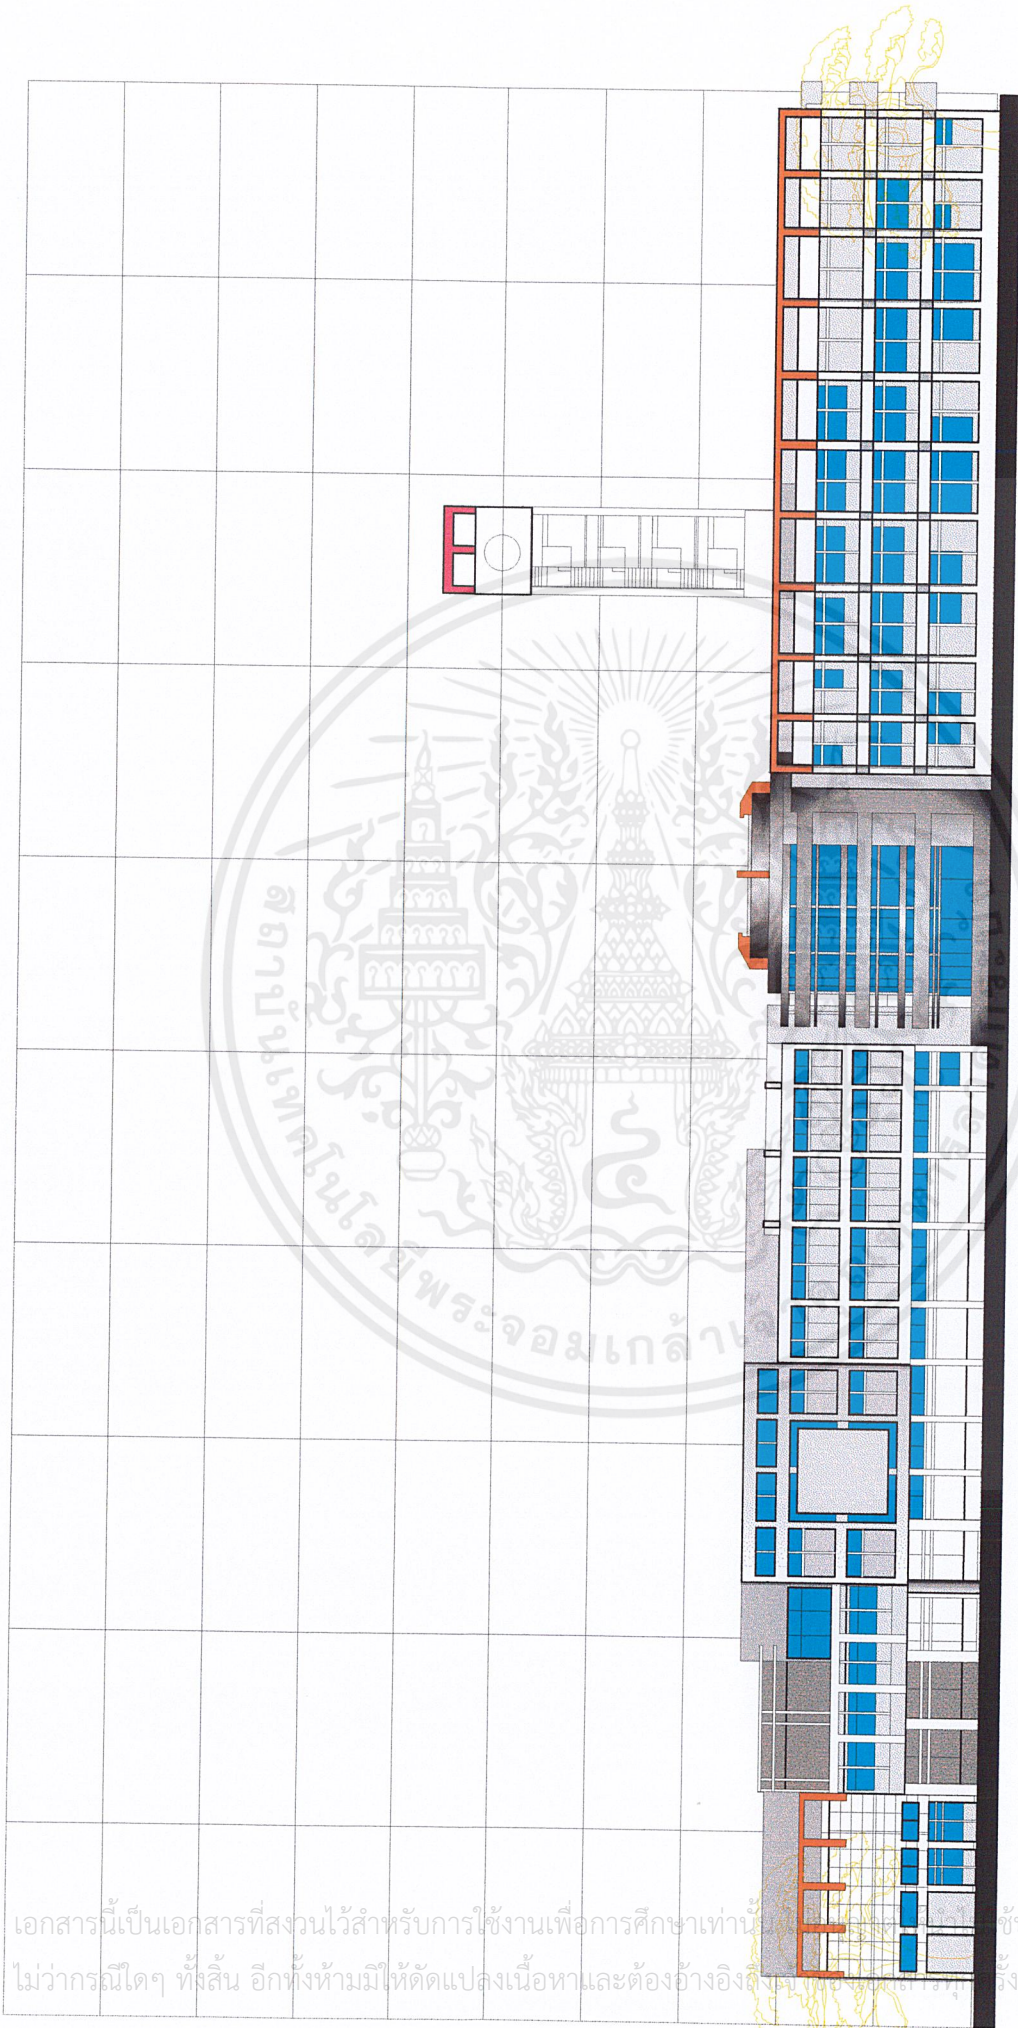 สถาบันเทคโนโลยีพระจอมเกล้าเจ้า
เอกสารนี้เป็นเอกสารที่สงวนไว้สำหรับการใช้งานเพื่อการศึกษาเท่านั้น
ไม่ว่ากรณีใดๆ ทั้งสิ้น อีกทั้งห้ามมิให้ดัดแปลงเนื้อหาและต้องอ้างอิงถึง